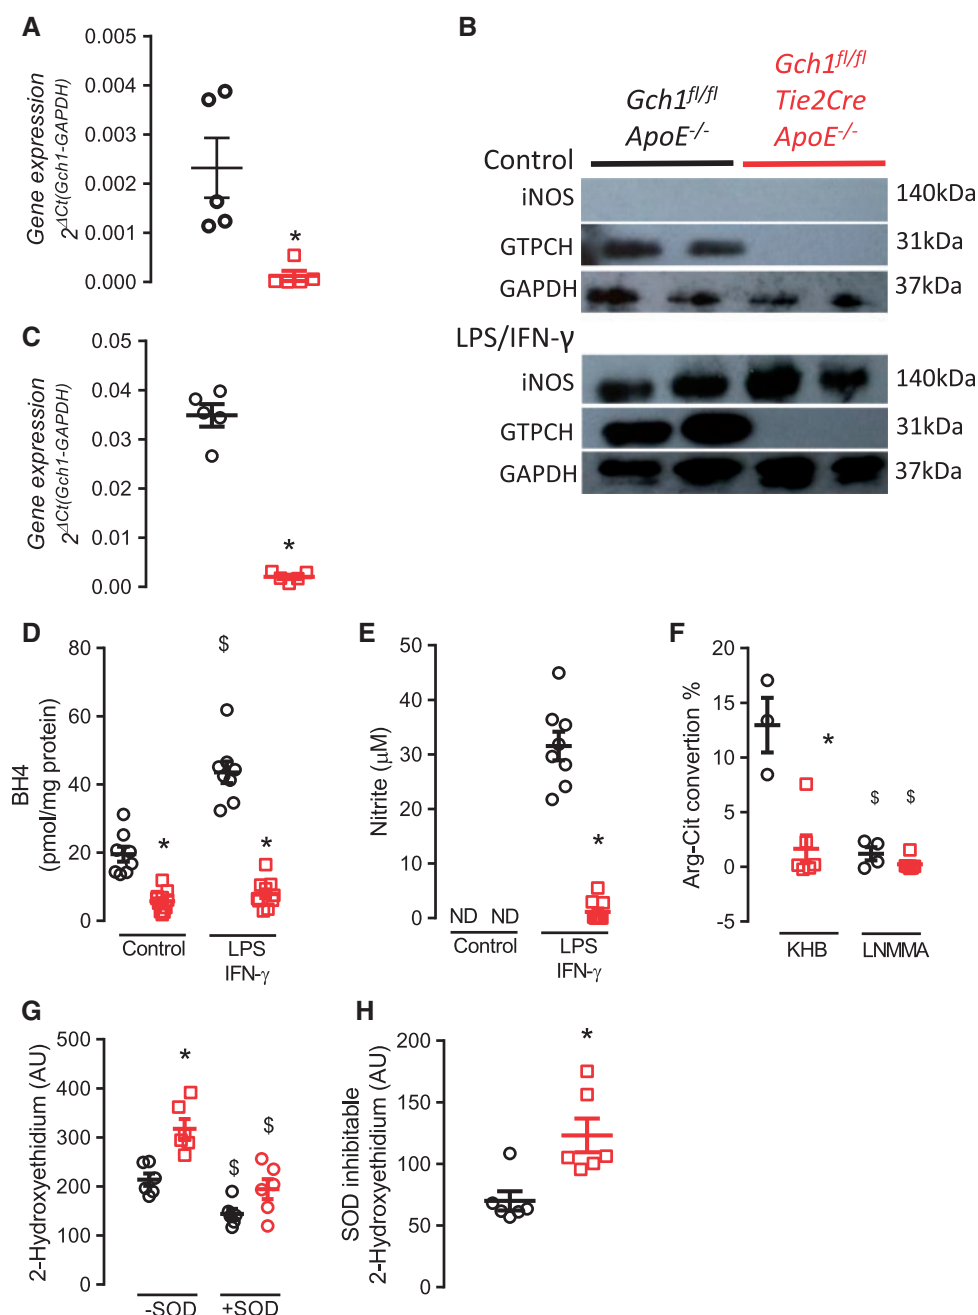 A
Gene expression
2^ΔCt(Gch1-GAPDH)
0.005
0.004
0.003
0.002
0.001
0.000
*
B
Gch1^fl/fl
ApoE^-/-
Gch1^fl/fl
Tie2Cre
ApoE^-/-
Control
iNOS
140kDa
GTPCH
31kDa
GAPDH
37kDa
LPS/IFN-γ
iNOS
140kDa
GTPCH
31kDa
GAPDH
37kDa
C
Gene expression
2^ΔCt(Gch1-GAPDH)
0.05
0.04
0.03
0.02
0.01
0.00
*
D
BH4
(pmol/mg protein)
80
60
40
20
0
*
$
*
Control
LPS
IFN-γ
E
Nitrite (μM)
50
40
30
20
10
0
ND ND
*
Control
LPS
IFN-γ
F
Arg-Cit convertion %
20
15
10
5
0
-5
*
$ $
KHB
LNMMA
G
2-Hydroxyethidium (AU)
500
400
300
200
100
0
*
$
$
-SOD
+SOD
H
SOD inhibitable
2-Hydroxyethidium (AU)
200
150
100
50
0
*